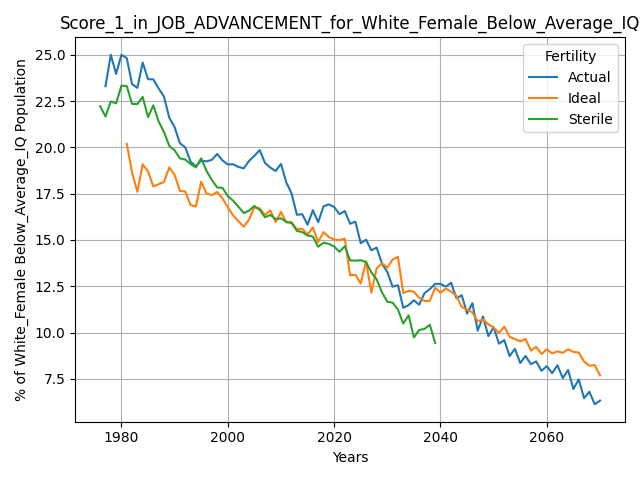 Score_1_in_JOB_ADVANCEMENT_for_White_Female_Below_Average_IQ
% of White_Female Below_Average_IQ Population
25.0
22.5
20.0
17.5
15.0
12.5
10.0
7.5
Fertility
Actual
Ideal
Sterile
1980
2000
2020
2040
2060
Years